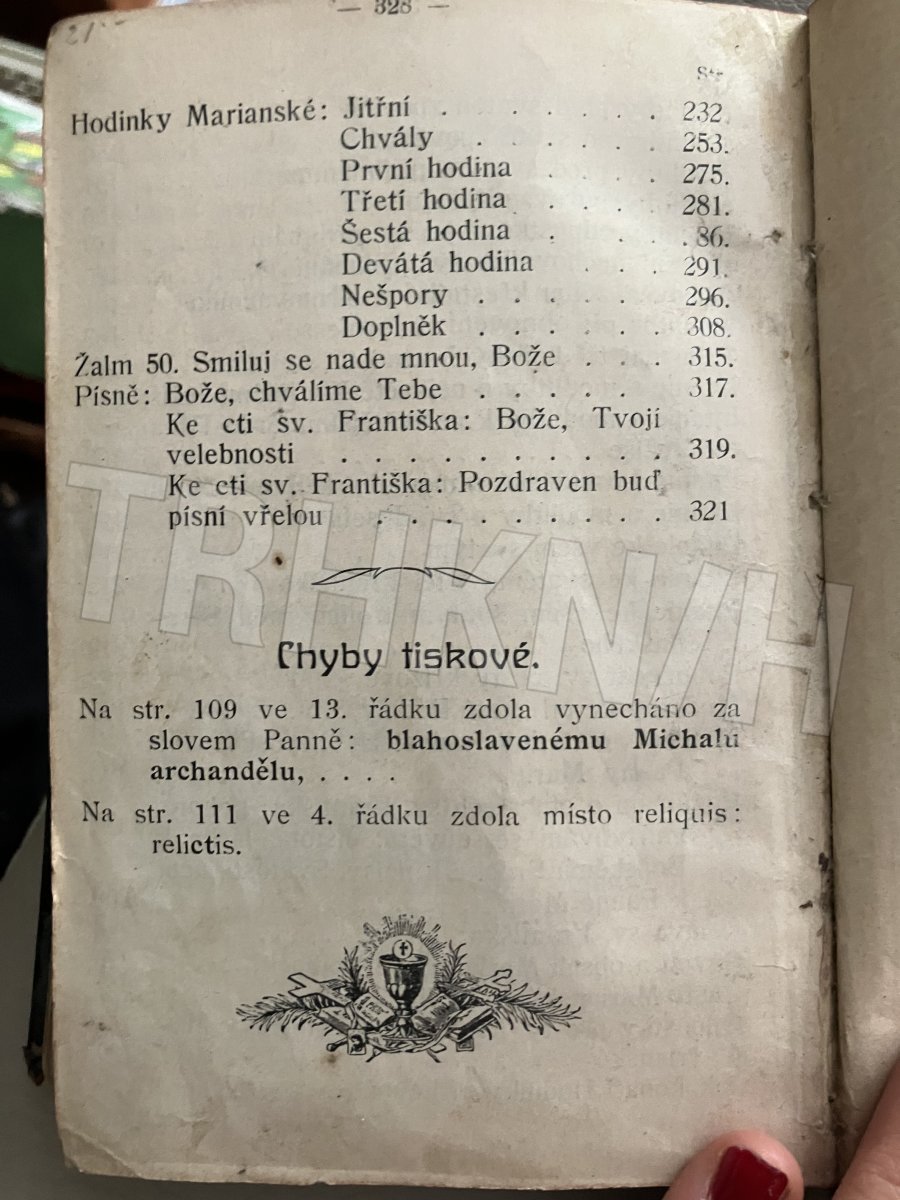 — 328 —
21·-
Str.
Hodinky Marianské: Jitřní . . . . . . . 232.
Chvály . . . . . . 253.
První hodina . . . . 275.
Třetí hodina . . . . 281.
Šestá hodina . . . . 86.
Devátá hodina . . . 291.
Nešpory . . . . . 296.
Doplněk . . . . . . 308.
Žalm 50. Smiluj se nade mnou, Bože . . . 315.
Písně: Bože, chválíme Tebe . . . . . . 317.
Ke cti sv. Františka: Bože, Tvojí
velebnosti . . . . . . . . . . 319.
Ke cti sv. Františka: Pozdraven buď
písní vřelou . . . . . . . . . 321
TRHKNIH
Chyby tiskové.
Na str. 109 ve 13. řádku zdola vynecháno za
slovem Panně: blahoslavenému Michalu
archandělu, . . . .
Na str. 111 ve 4. řádku zdola místo reliquis:
relictis.